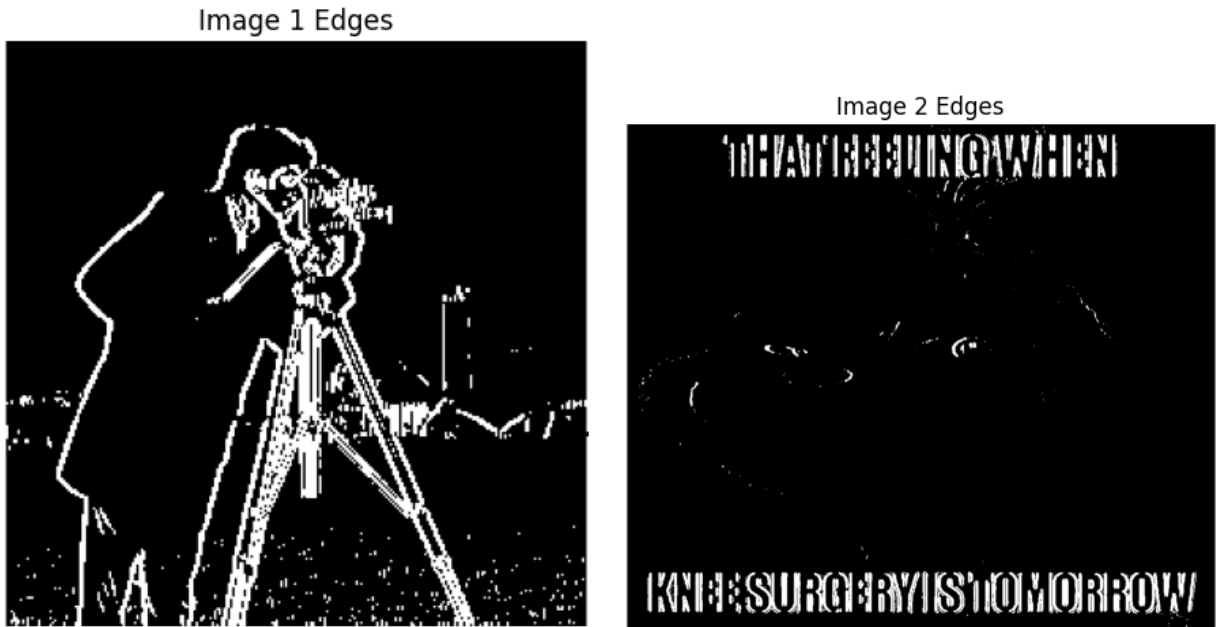 Image 1 Edges
Image 2 Edges
THAT FEELING WHEN
KNEE SURGERY IS TOMORROW